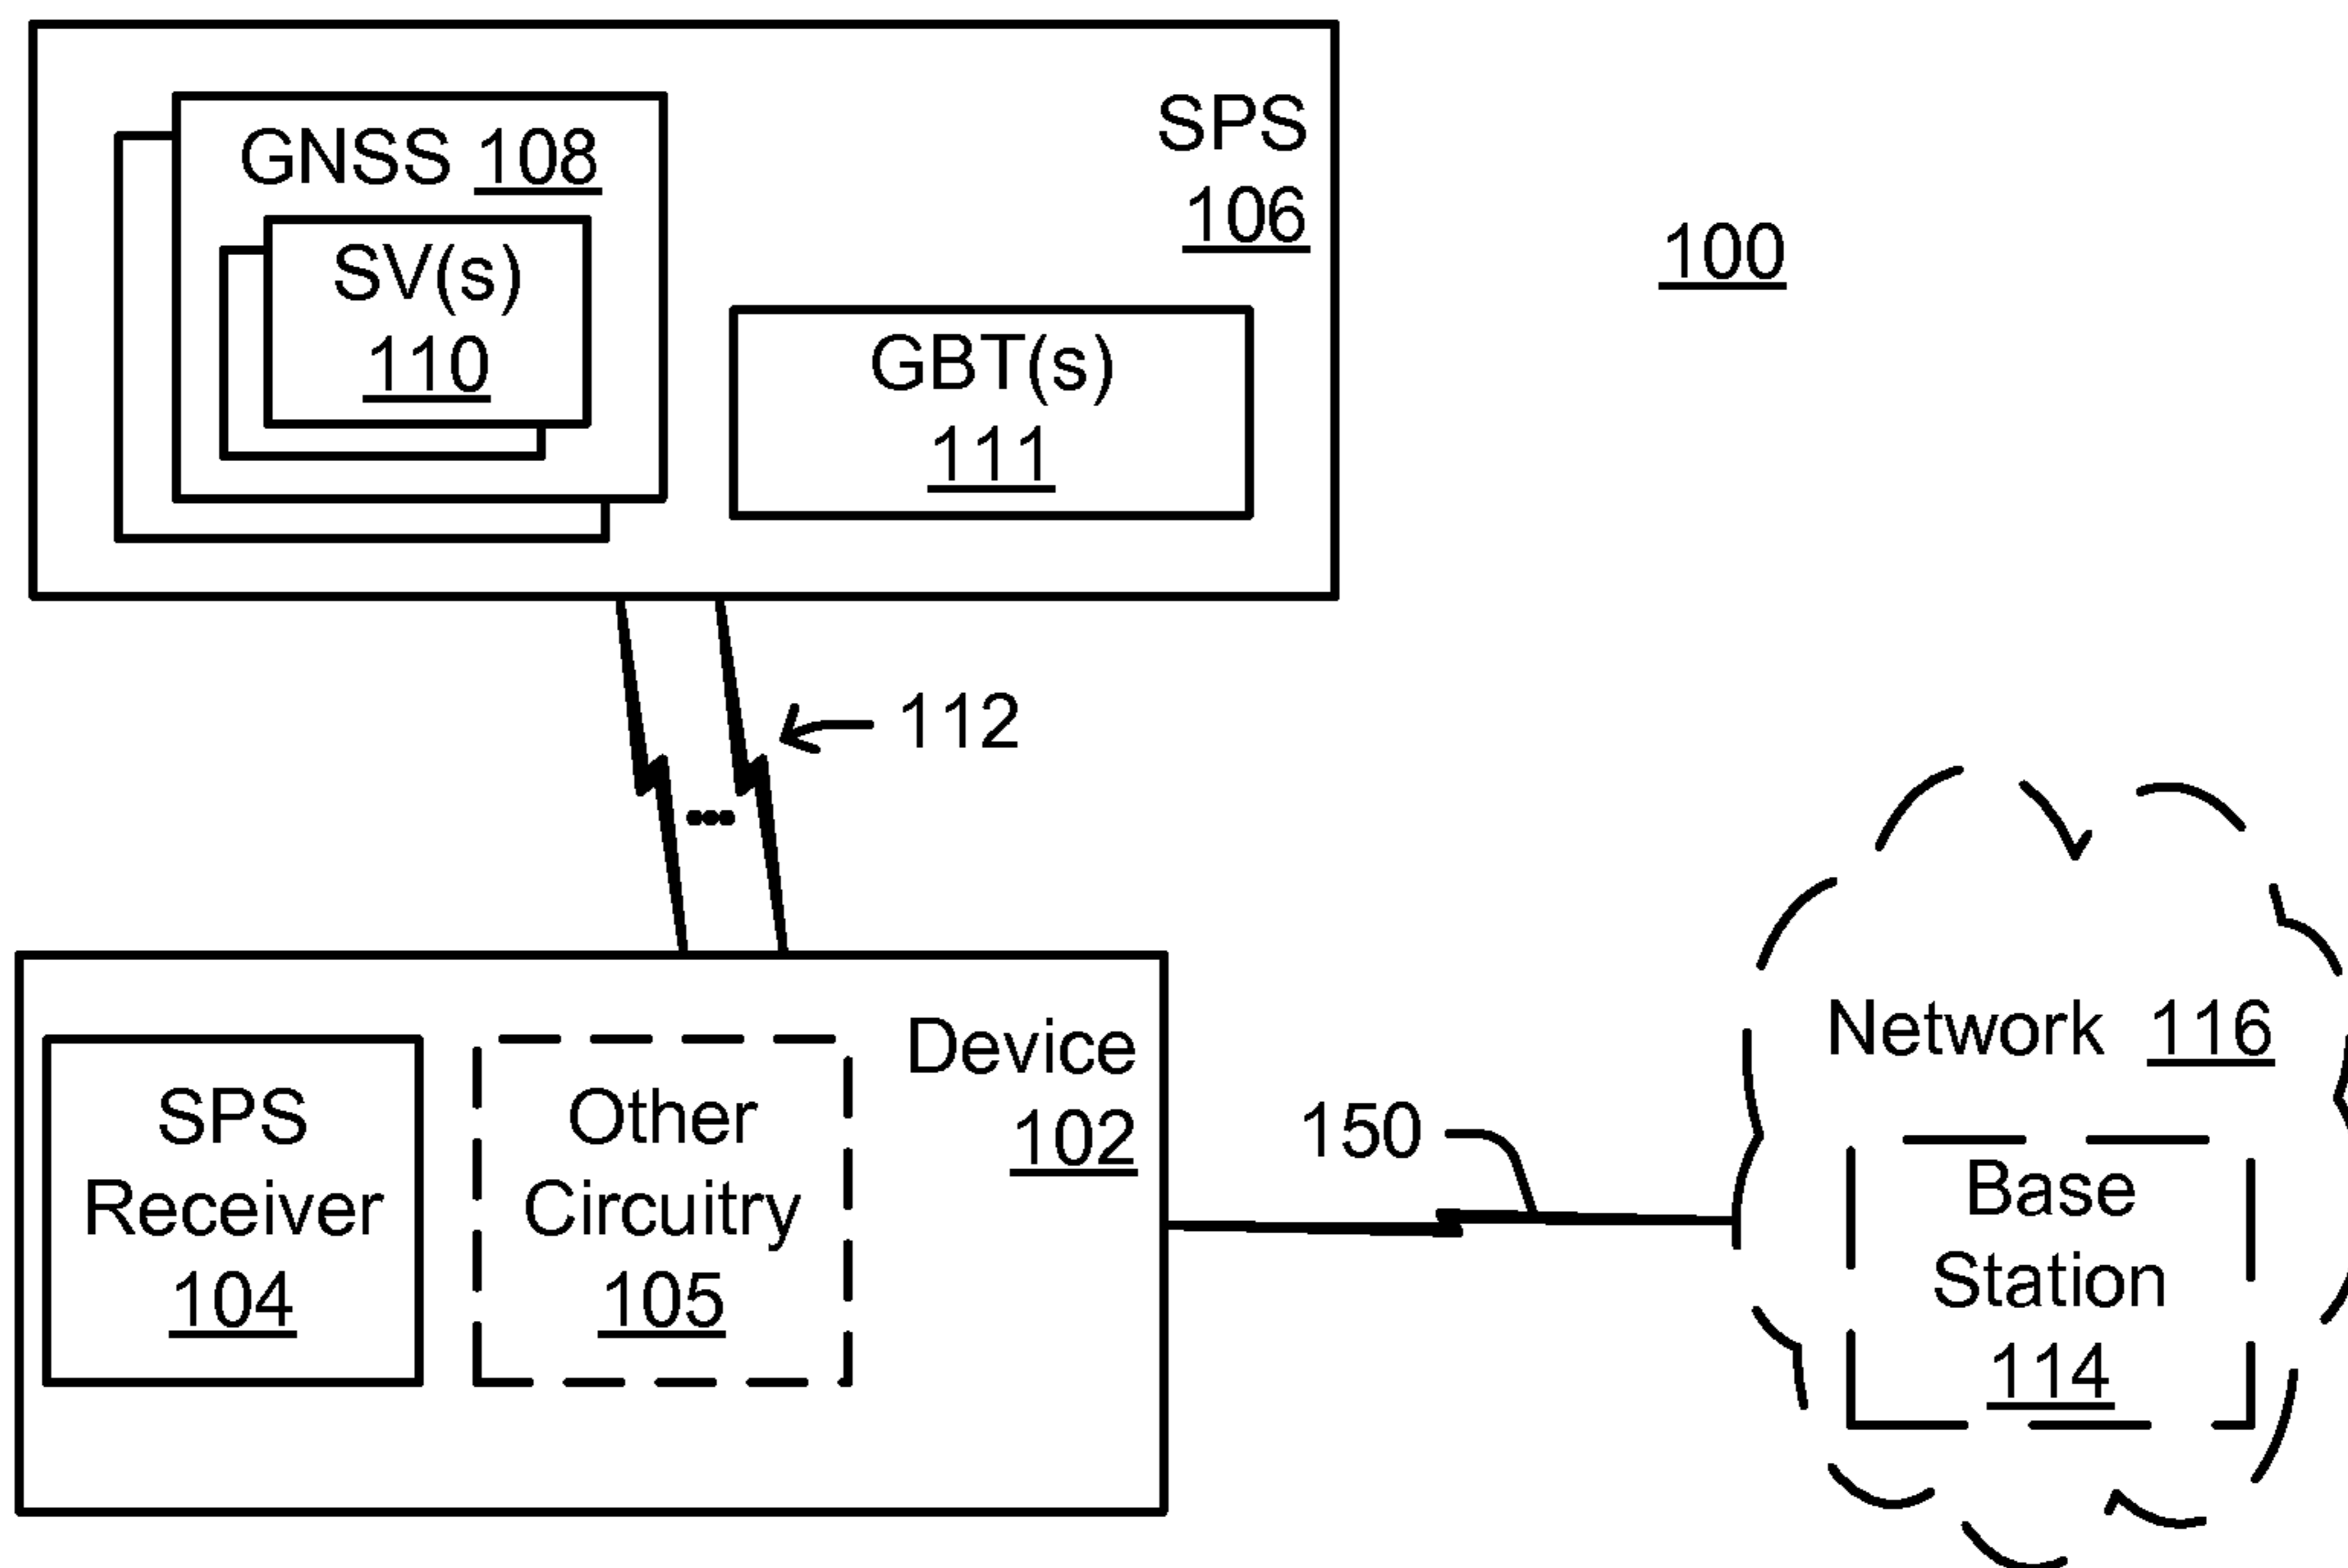 GNSS 108
SV(s)
110
GBT(s)
111
SPS
106
100
112
SPS
Receiver
104
Other
Circuitry
105
Device
102
150
Network 116
Base
Station
114